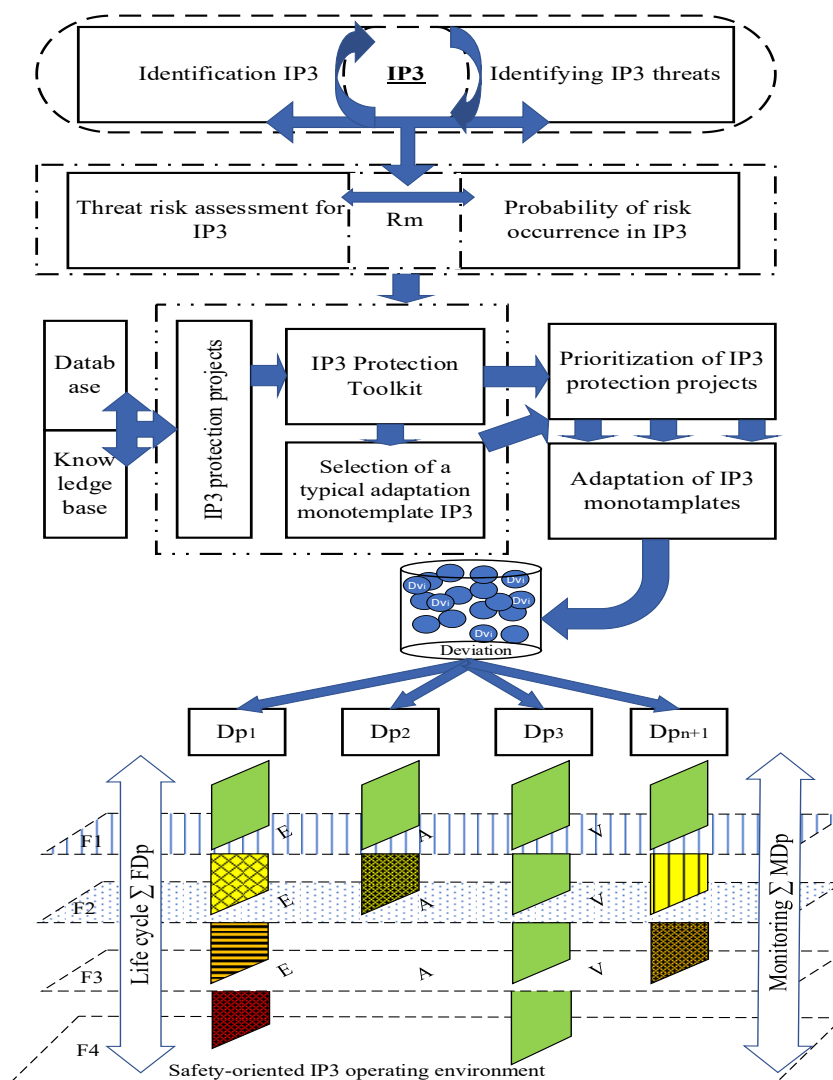 Identification IP3
IP3
Identifying IP3 threats
Threat risk assessment for
IP3
Rm
Probability of risk
occurrence in IP3
Datab
ase
Know
ledge
base
IP3 protection projects
IP3 Protection
Toolkit
Selection of a
typical adaptation
monotemplate IP3
Prioritization of IP3
protection projects
Adaptation of IP3
monotamplates
Dvi
Dvi
Dvi
Dvi
Dvi
Deviation
Dp1
Dp2
Dp3
Dpn+1
Life cycle ∑ FDp
Monitoring ∑ MDp
F1
E
A
V
F2
E
A
V
F3
E
A
V
F4
Safety-oriented IP3 operating environment